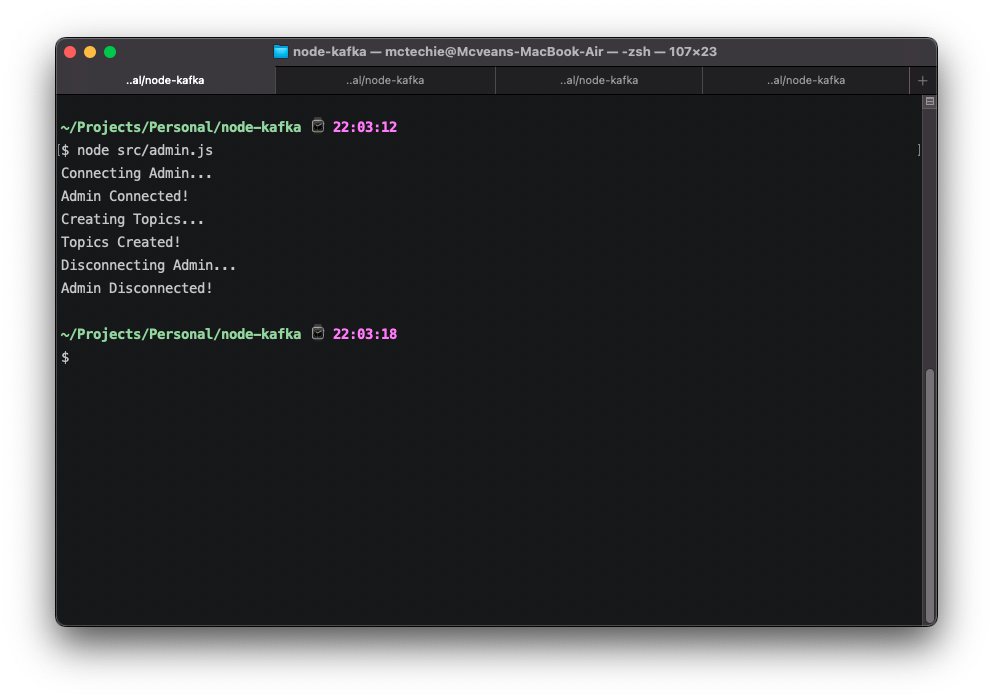 node-kafka — mctechie@Mcveans-MacBook-Air — -zsh — 107×23
..al/node-kafka ..al/node-kafka ..al/node-kafka ..al/node-kafka +
~/Projects/Personal/node-kafka 22:03:12
[$ node src/admin.js ]
Connecting Admin...
Admin Connected!
Creating Topics...
Topics Created!
Disconnecting Admin...
Admin Disconnected!
~/Projects/Personal/node-kafka 22:03:18
$